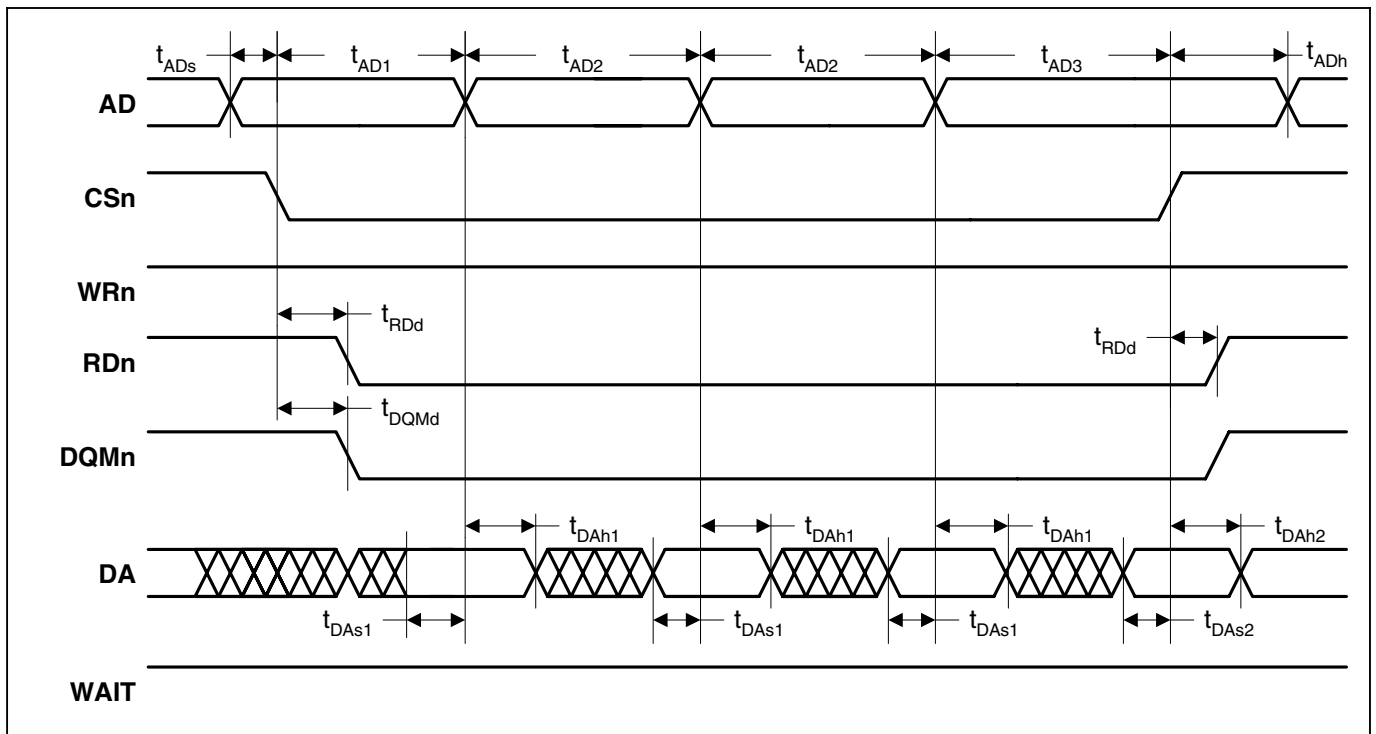 tADs tAD1 tAD2 tAD2 tAD3 tADh
AD
CSn
WRn
tRDd
RDn
tRDd
tDQMd
DQMn
tDAh1 tDAh1 tDAh1 tDAh2
DA
tDAs1 tDAs1 tDAs1 tDAs2
WAIT